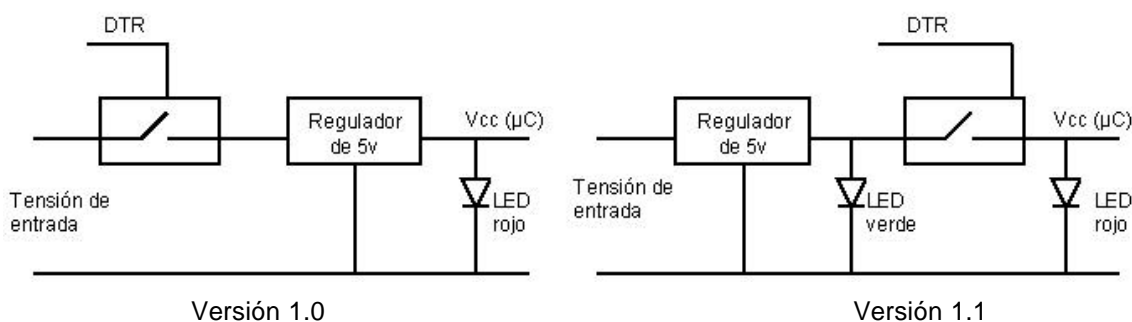 DTR
Regulador
de 5v
Vcc (µC)
Tensión de
entrada
LED
rojo
Versión 1.0
DTR
Regulador
de 5v
Vcc (µC)
Tensión de
entrada
LED
verde
LED
rojo
Versión 1.1